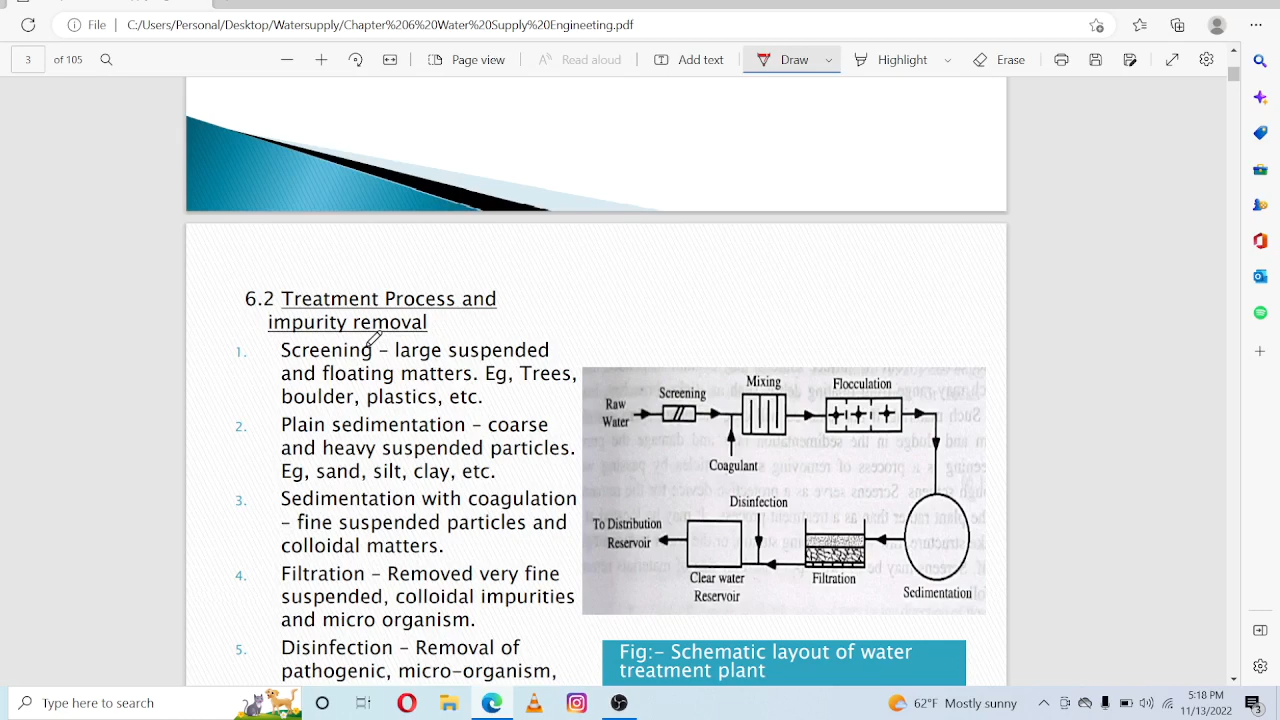 File
C:/Users/Personal/Desktop/Watersupply/Chapter%206%20Water%20Supply%20Engineeting.pdf
3 of 105
Page view
Read aloud
Add text
Draw
Highlight
Erase
6.2 Treatment Process and
impurity removal
1. Screening – large suspended
and floating matters. Eg, Trees,
boulder, plastics, etc.
2. Plain sedimentation – coarse
and heavy suspended particles.
Eg, sand, silt, clay, etc.
3. Sedimentation with coagulation
– fine suspended particles and
colloidal matters.
4. Filtration – Removed very fine
suspended, colloidal impurities
and micro organism.
5. Disinfection – Removal of
pathogenic, micro-organism,
Raw
Water
Screening
Mixing
Flocculation
Coagulant
Disinfection
To Distribution
Reservoir
Clear water
Reservoir
Filtration
Sedimentation
Fig:- Schematic layout of water
treatment plant
Type here to search
62°F Mostly sunny
5:18 PM
11/13/2022
3